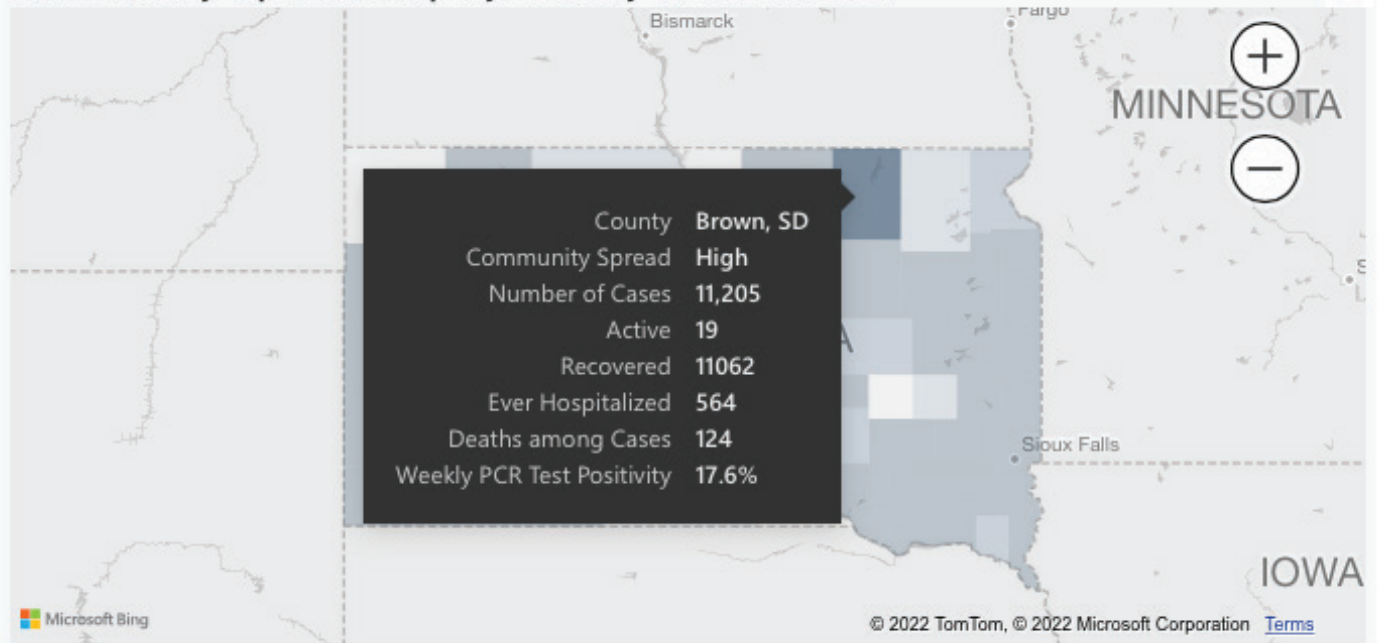 Bismarck
Fargo
MINNESOTA
County Brown, SD
Community Spread High
Number of Cases 11,205
Active 19
Recovered 11062
Ever Hospitalized 564
Deaths among Cases 124
Weekly PCR Test Positivity 17.6%
A
Sioux Falls
IOWA
Microsoft Bing
© 2022 TomTom, © 2022 Microsoft Corporation Terms